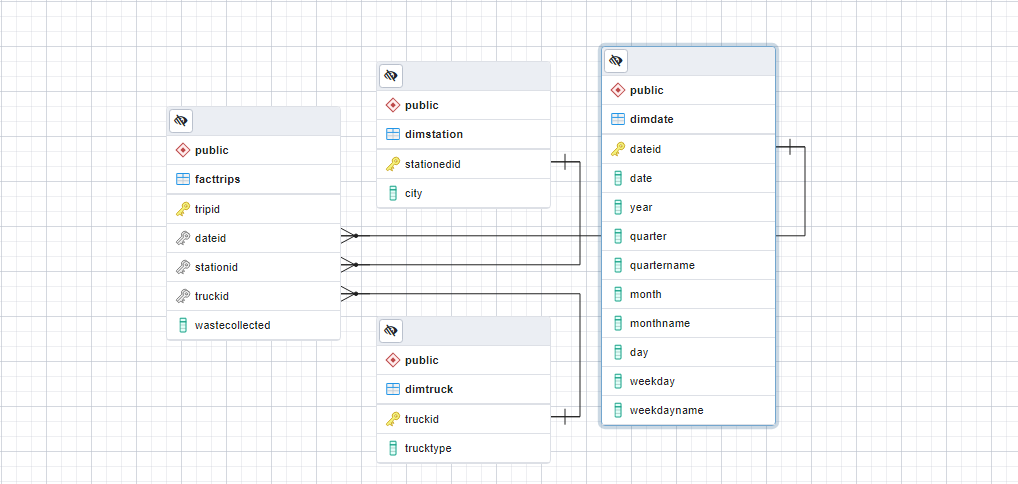 public
facttrips
tripid
dateid
stationid
truckid
wastecollected
public
dimstation
stationedid
city
public
dimtruck
truckid
trucktype
public
dimdate
dateid
date
year
quarter
quartername
month
monthname
day
weekday
weekdayname